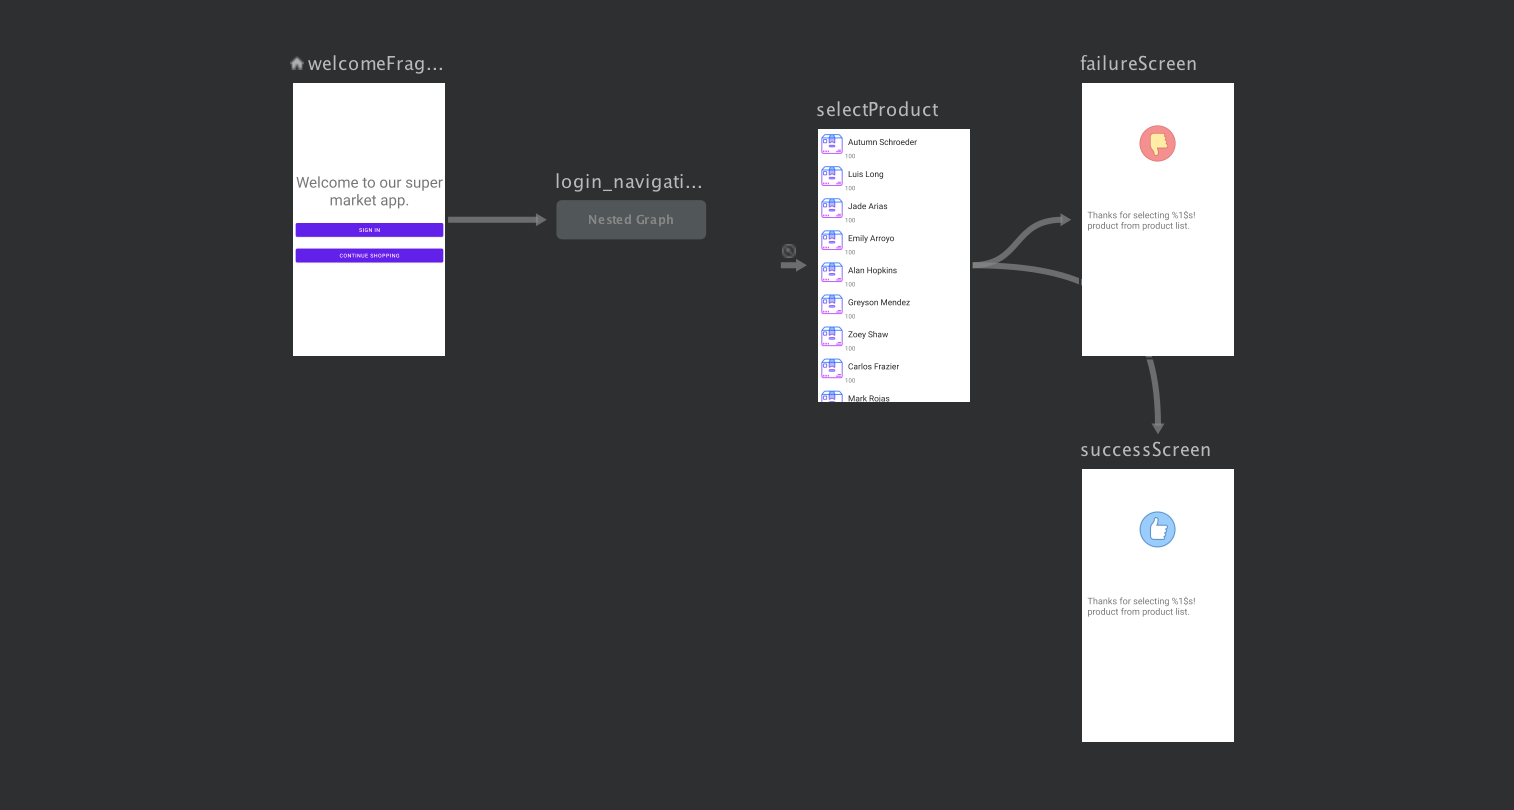 welcomeFrag...
Welcome to our super
market app.
SIGN IN
CONTINUE SHOPPING
login_navigati...
Nested Graph
selectProduct
Autumn Schroeder
100
Luis Long
100
Jade Arias
100
Emily Arroyo
100
Alan Hopkins
100
Greyson Mendez
100
Zoey Shaw
100
Carlos Frazier
100
Mark Rojas
failureScreen
Thanks for selecting %1$s!
product from product list.
successScreen
Thanks for selecting %1$s!
product from product list.